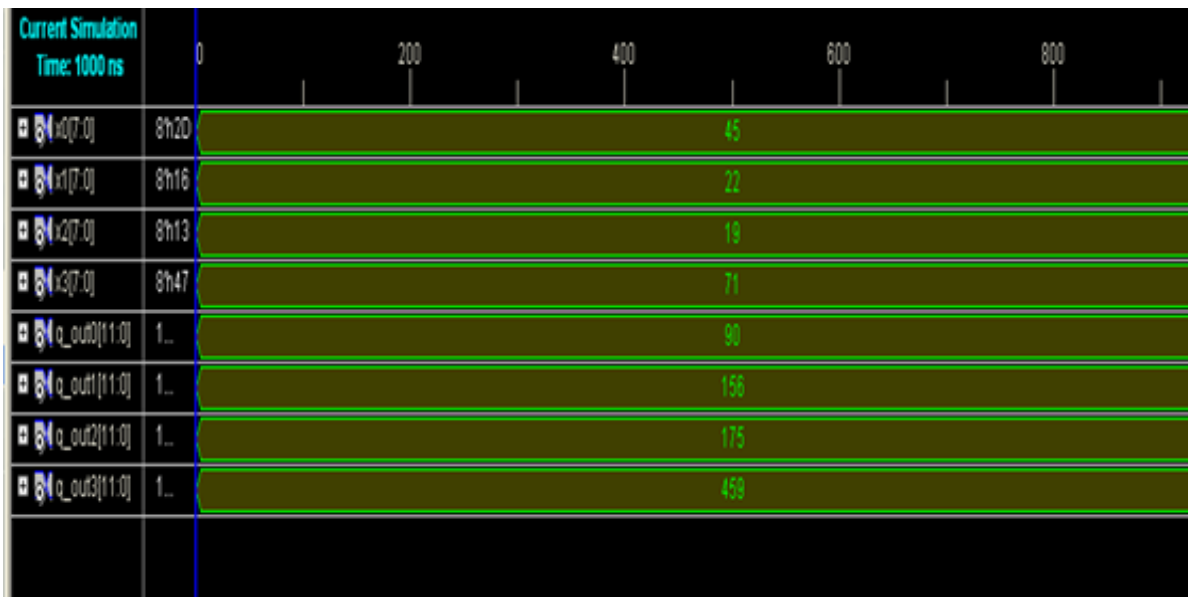 Current Simulation
Time: 1000 ns
0 200 400 600 800
x0[7:0] 8'h2D 45
x1[7:0] 8'h16 22
x2[7:0] 8'h13 19
x3[7:0] 8'h47 71
q_out0[11:0] 1... 90
q_out1[11:0] 1... 156
q_out2[11:0] 1... 175
q_out3[11:0] 1... 459